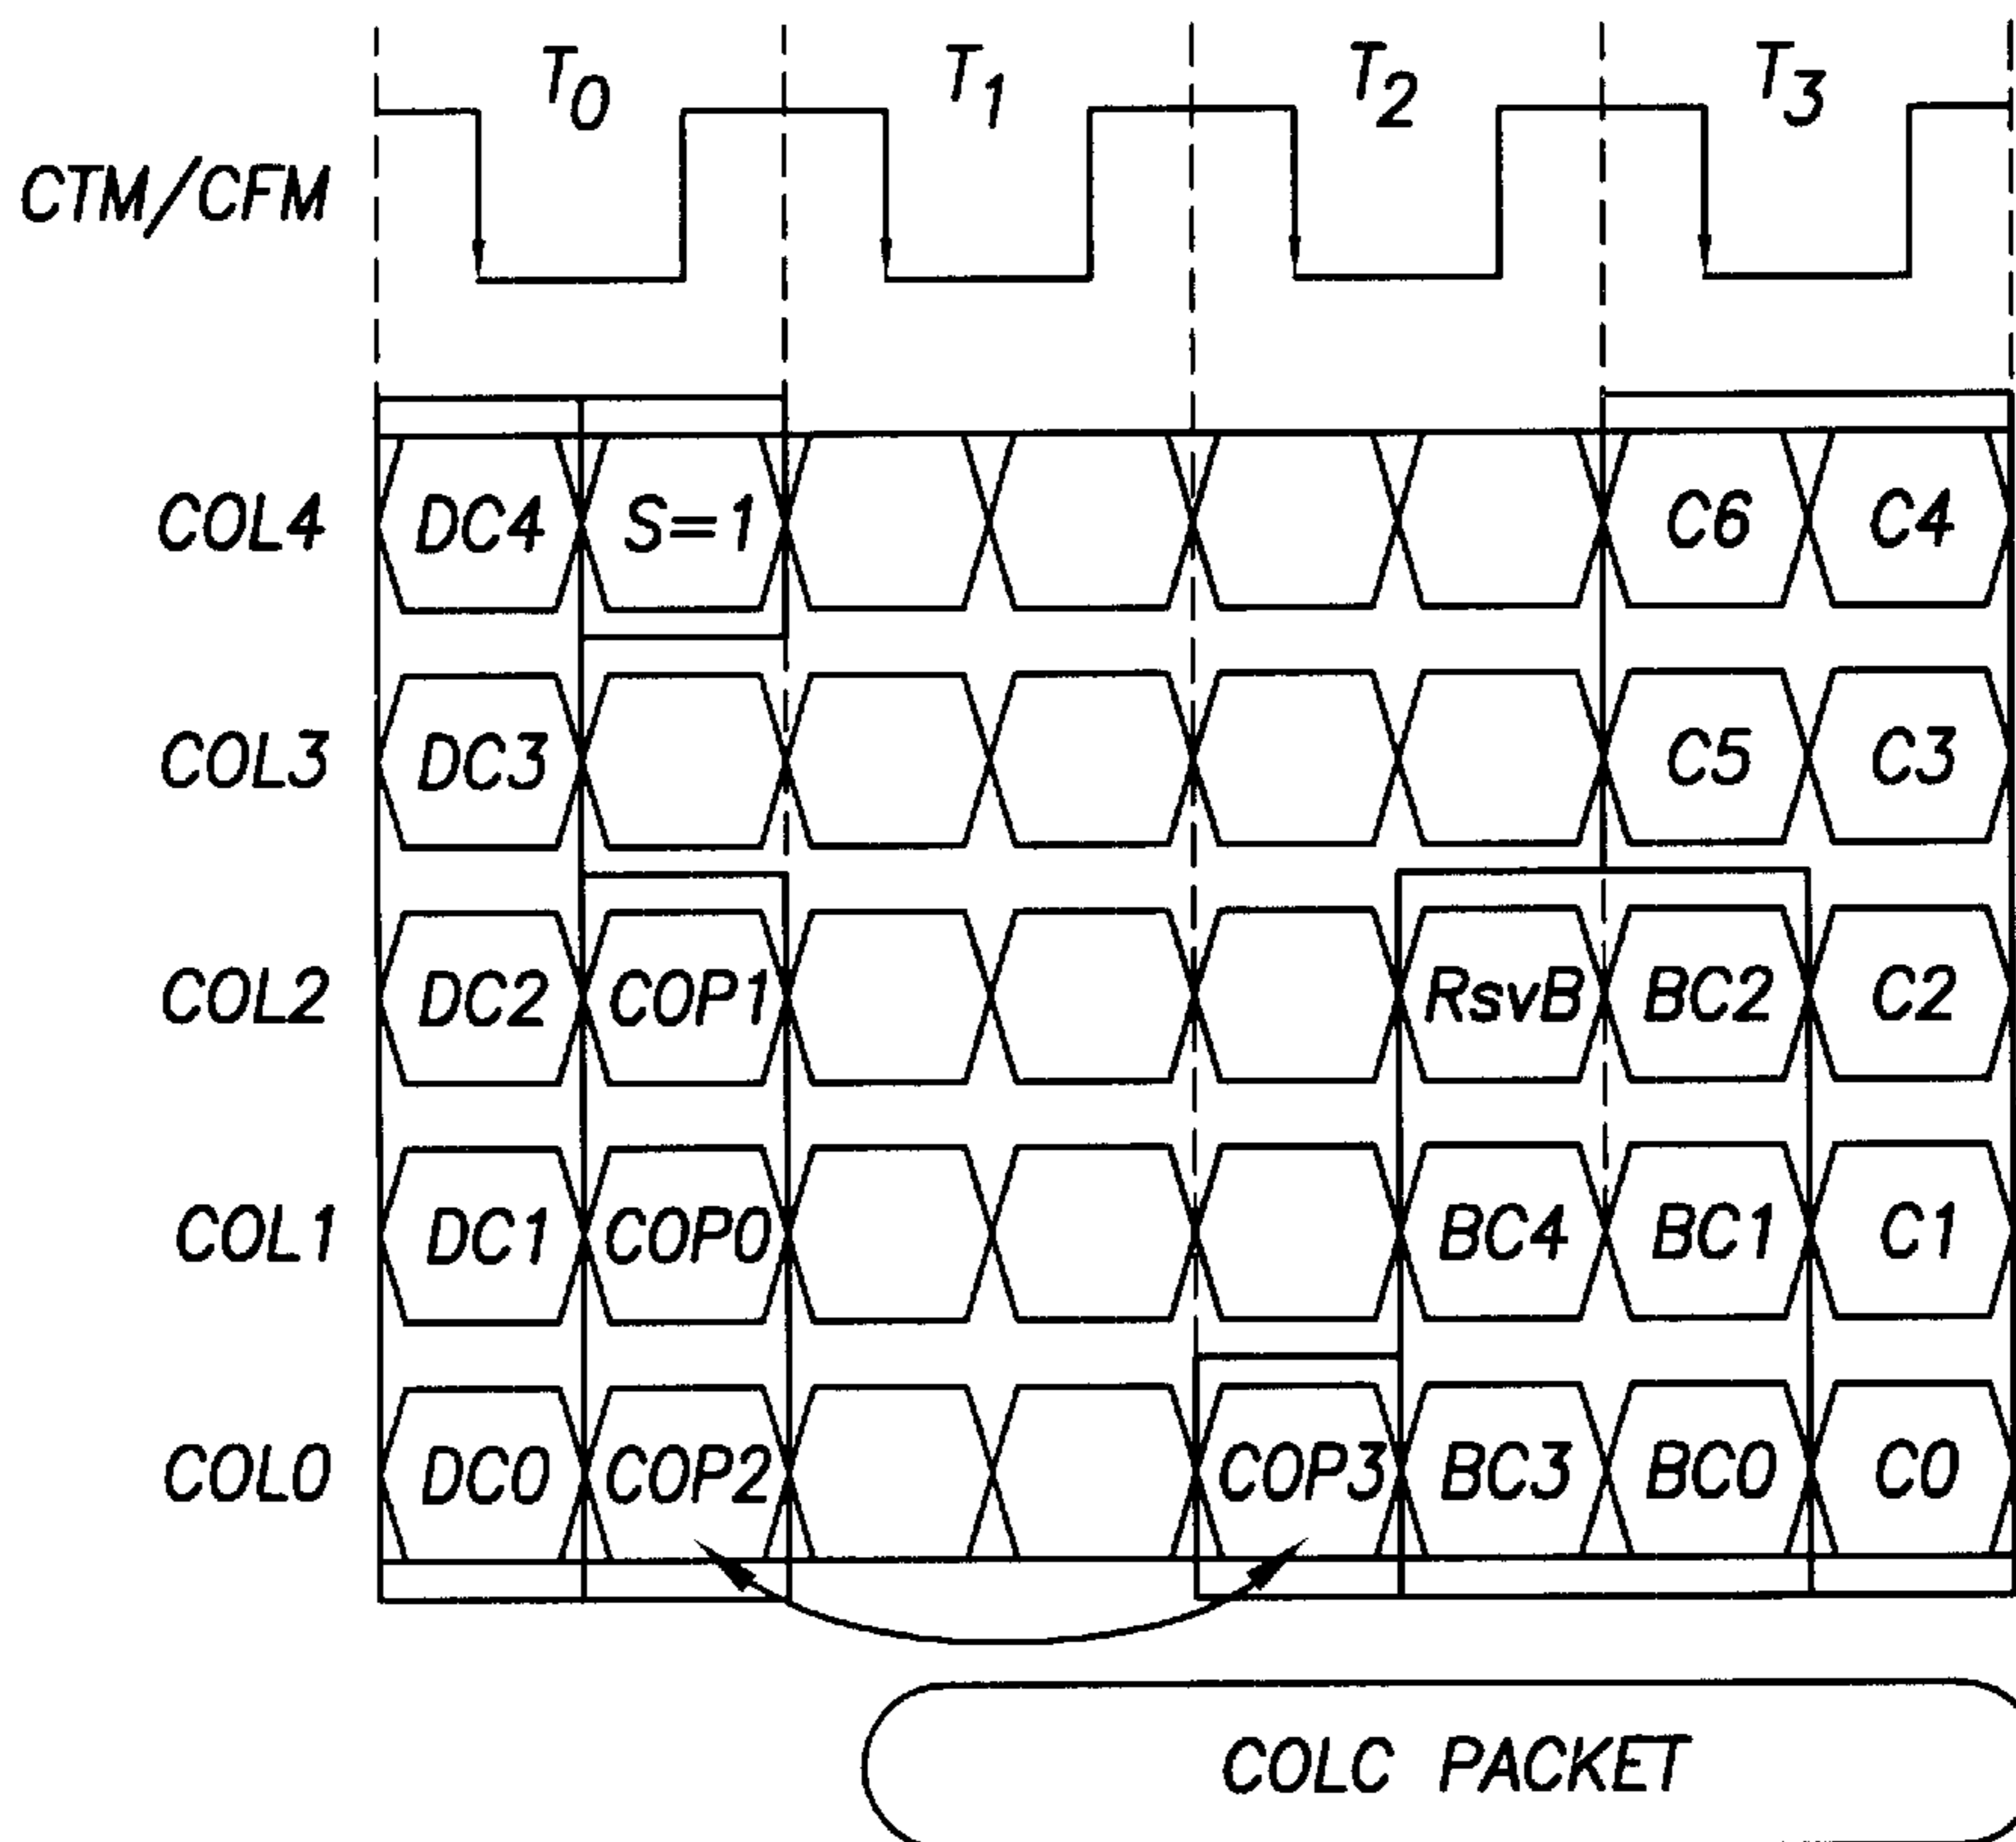 T0 T1 T2 T3
CTM/CFM
COL4 DC4 S=1 C6 C4
COL3 DC3 C5 C3
COL2 DC2 COP1 RsvB BC2 C2
COL1 DC1 COP0 BC4 BC1 C1
COL0 DC0 COP2 COP3 BC3 BC0 C0
COLC PACKET